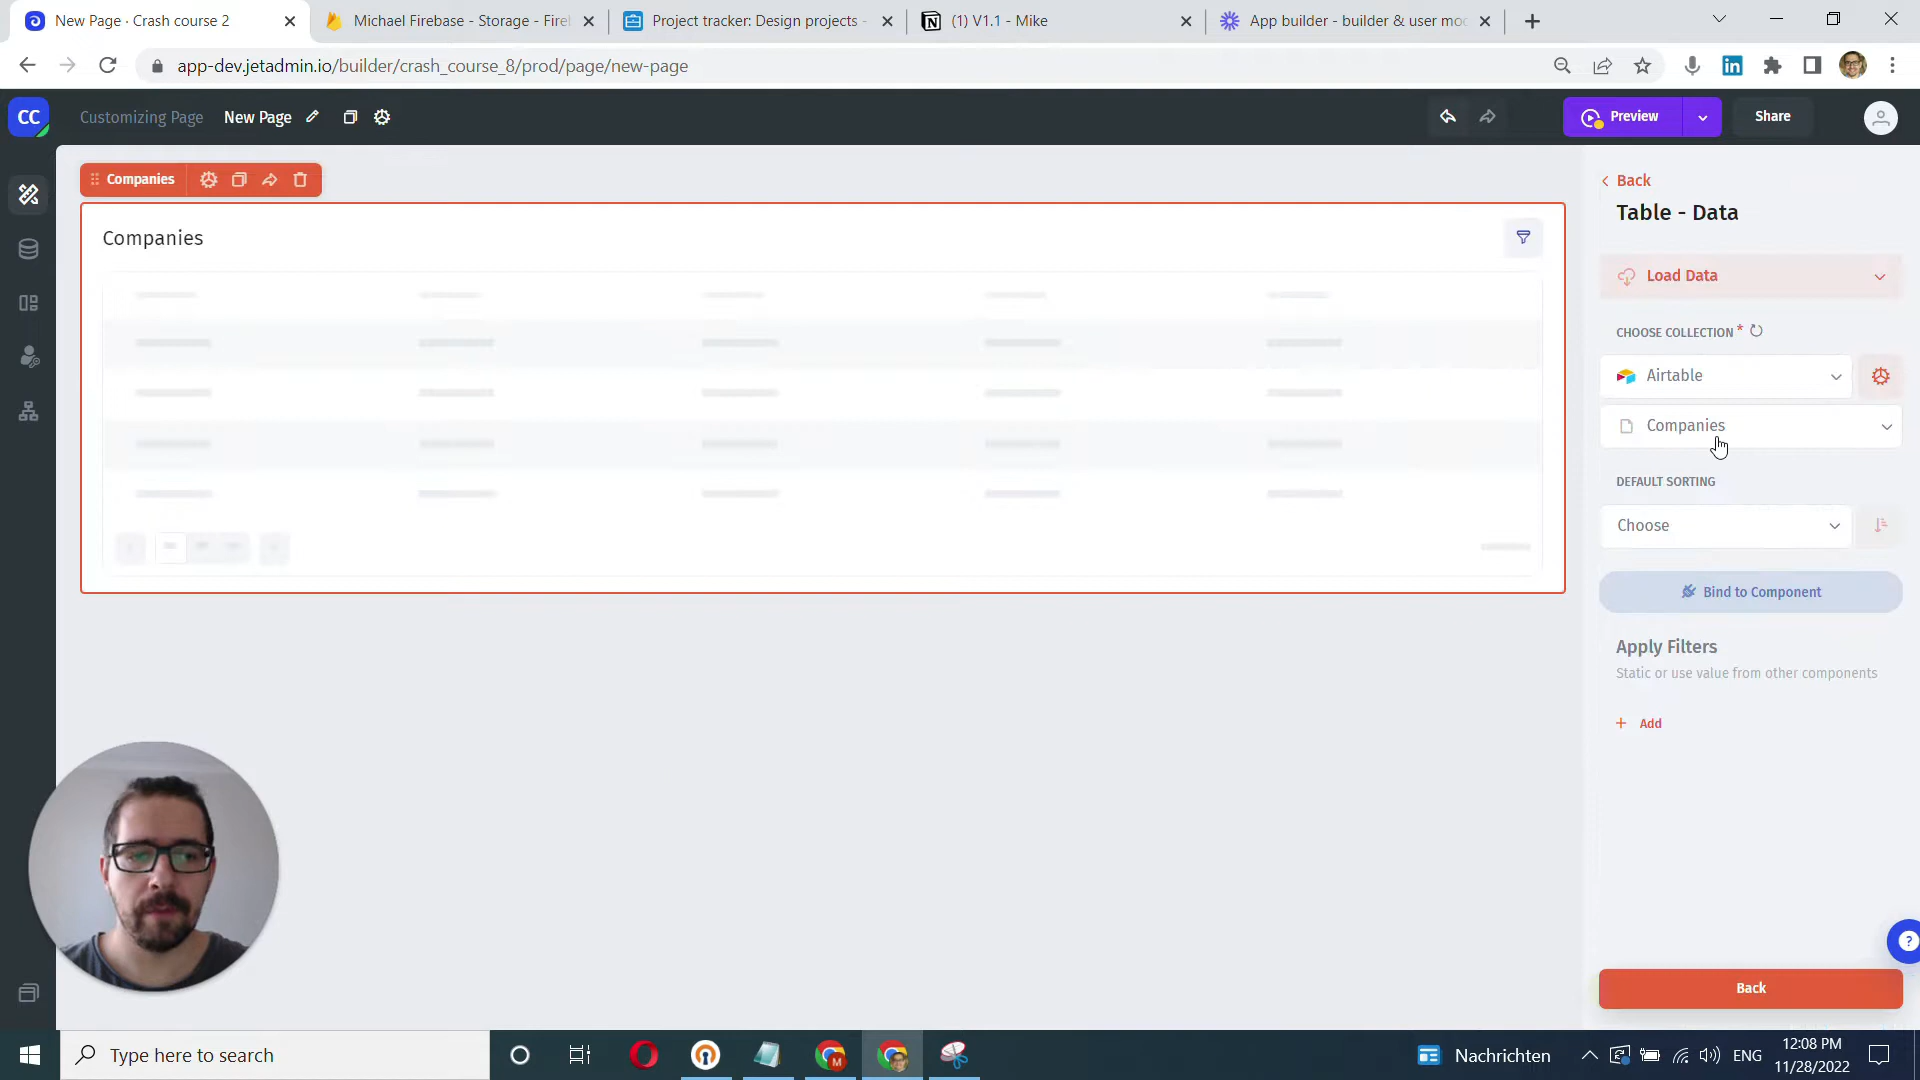 New Page · Crash course 2
Michael Firebase - Storage - Fire
Project tracker: Design projects -
(1) V1.1 - Mike
App builder - builder & user mo
app-dev.jetadmin.io/builder/crash_course_8/prod/page/new-page
CC
Customizing Page
New Page
Preview
Share
Companies
Companies
Back
Table - Data
Load Data
CHOOSE COLLECTION *
Airtable
Companies
DEFAULT SORTING
Choose
Bind to Component
Apply Filters
Static or use value from other components
+ Add
?
Back
Type here to search
Nachrichten
ENG
12:08 PM
11/28/2022